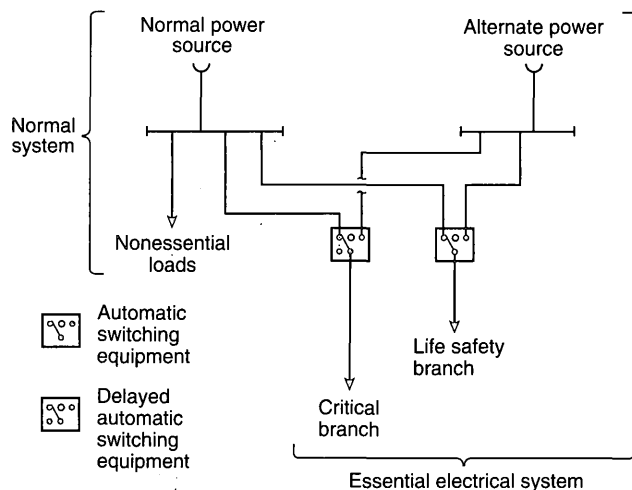 Normal power
source
Alternate power
source
Normal
system
Nonessential
loads
Automatic
switching
equipment
Life safety
branch
Delayed
automatic
switching
equipment
Critical
branch
Essential electrical system